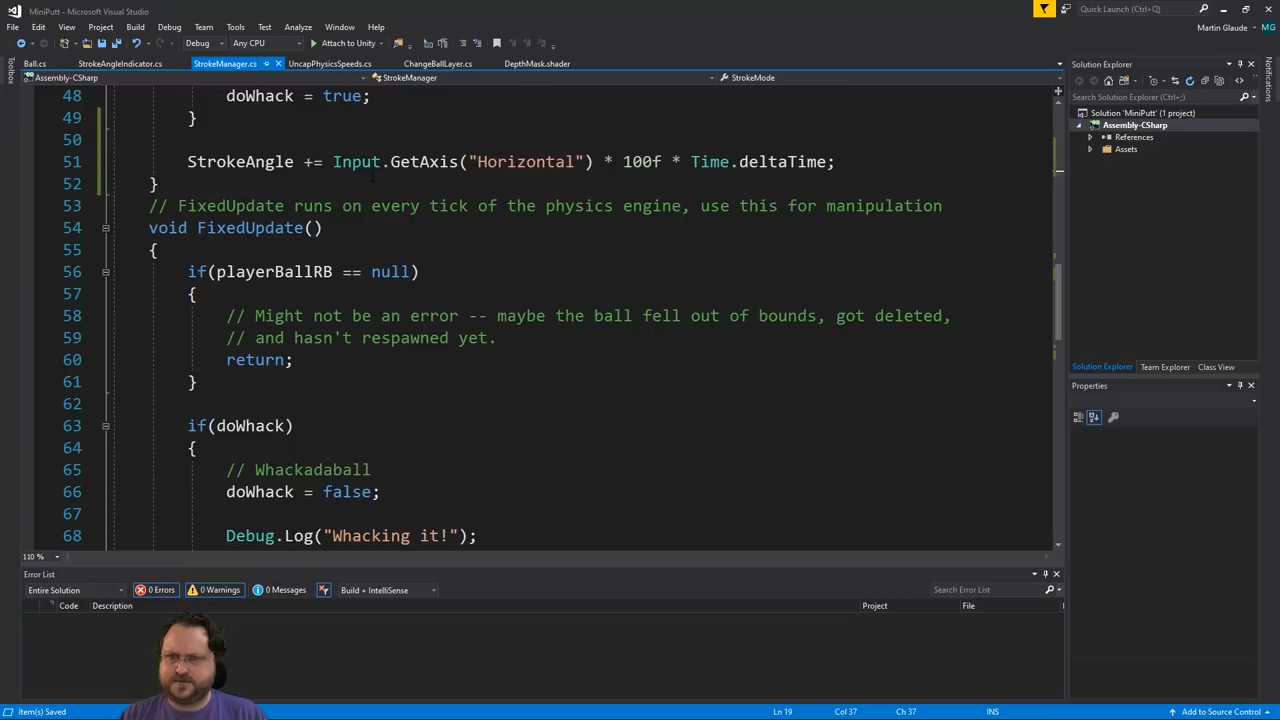 MiniPutt - Microsoft Visual Studio
Quick Launch (Ctrl+Q)
File Edit View Project Build Debug Team Tools Test Analyze Window Help
Martin Glaude MG
Debug Any CPU Attach to Unity
Toolbox
Ball.cs StrokeAngleIndicator.cs StrokeManager.cs UncapPhysicsSpeeds.cs ChangeBallLayer.cs DepthMask.shader
Assembly-CSharp StrokeManager StrokeMode
48 doWhack = true;
49 }
50
51 StrokeAngle += Input.GetAxis("Horizontal") * 100f * Time.deltaTime;
52 }
53 // FixedUpdate runs on every tick of the physics engine, use this for manipulation
54 void FixedUpdate()
55 {
56 if(playerBallRB == null)
57 {
58 // Might not be an error -- maybe the ball fell out of bounds, got deleted,
59 // and hasn't respawned yet.
60 return;
61 }
62
63 if(doWhack)
64 {
65 // Whackadaball
66 doWhack = false;
67
68 Debug.Log("Whacking it!");
110 %
Solution Explorer
Search Solution Explorer (Ctrl+;)
Solution 'MiniPutt' (1 project)
Assembly-CSharp
References
Assets
Solution Explorer Team Explorer Class View
Properties
Notifications
Error List
Entire Solution 0 Errors 0 Warnings 0 Messages Build + IntelliSense
Search Error List
Code Description Project File
Item(s) Saved Ln 19 Col 37 Ch 37 INS Add to Source Control